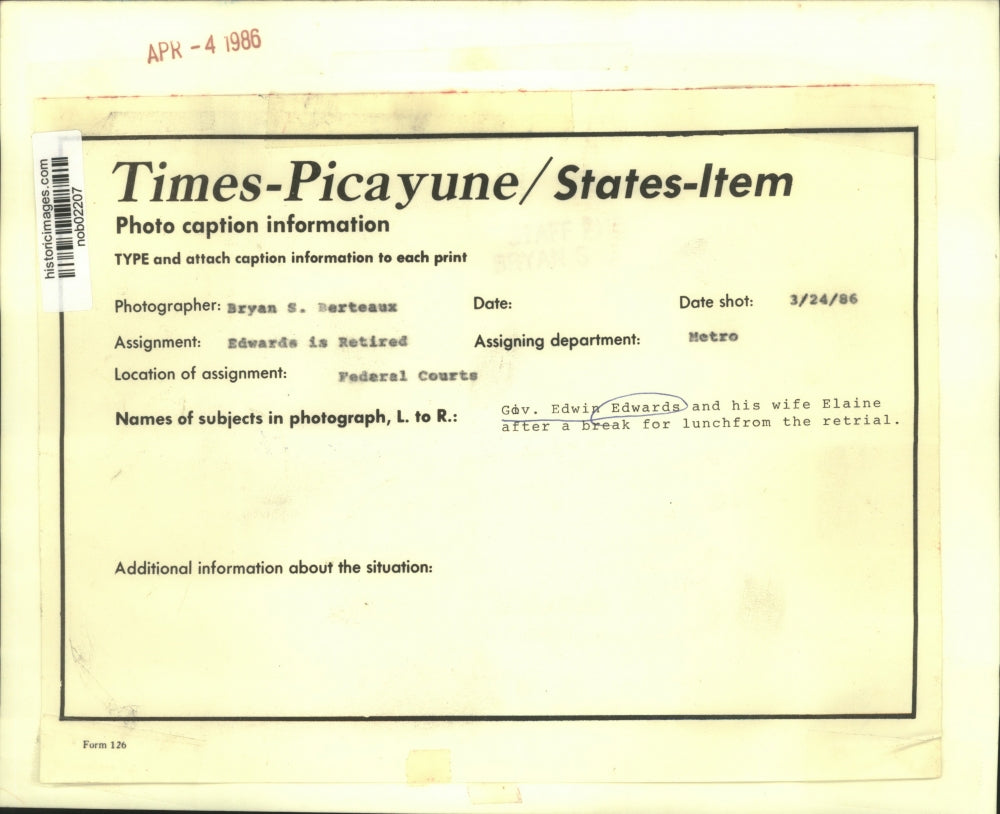 APR - 4 1986
historicimages.com
nob02207
Times-Picayune/States-Item
Photo caption information
TYPE and attach caption information to each print
Photographer: Bryan S. Berteaux Date: Date shot: 3/24/86
Assignment: Edwards is Retired Assigning department: Metro
Location of assignment: Federal Courts
Names of subjects in photograph, L. to R.: Gov. Edwin Edwards and his wife Elaine
after a break for lunchfrom the retrial.
Additional information about the situation:
Form 126